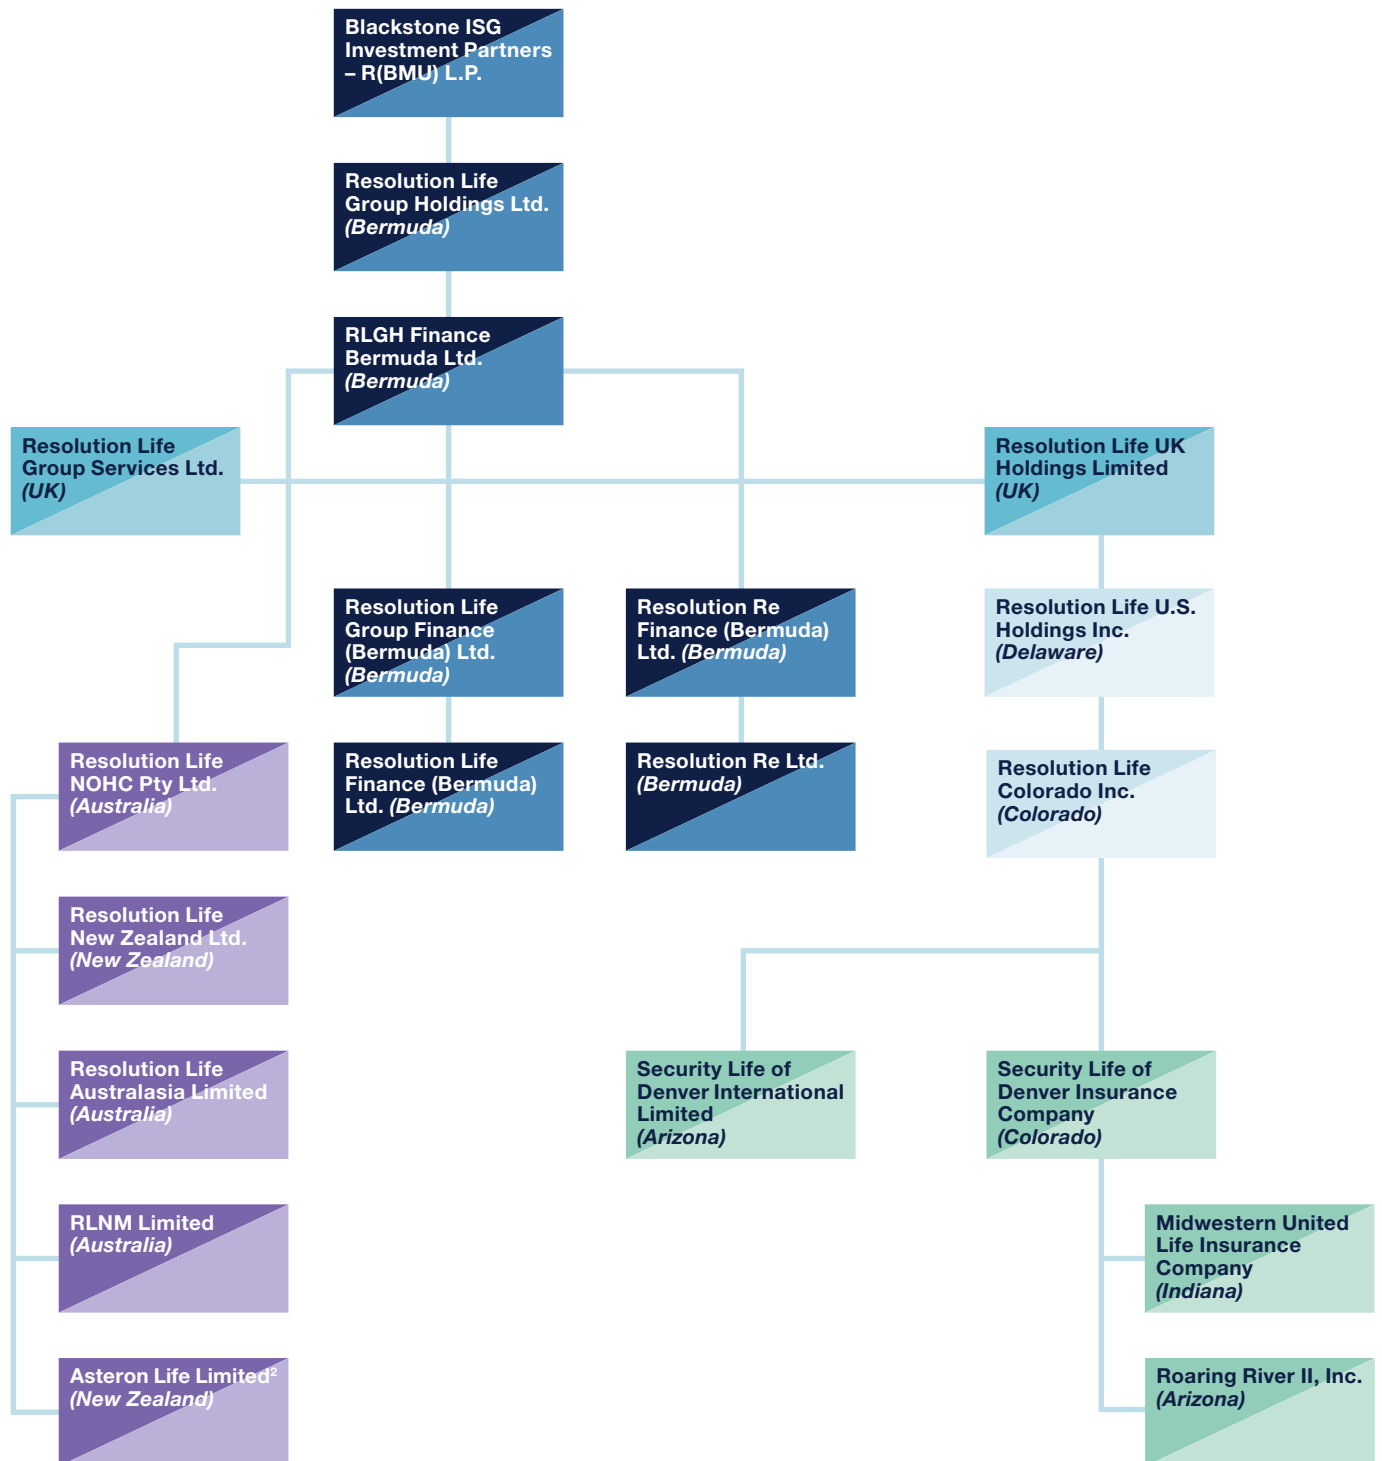 Blackstone ISG
Investment Partners
– R(BMU) L.P.
Resolution Life
Group Holdings Ltd.
(Bermuda)
RLGH Finance
Bermuda Ltd.
(Bermuda)
Resolution Life
Group Services Ltd.
(UK)
Resolution Life UK
Holdings Limited
(UK)
Resolution Life
Group Finance
(Bermuda) Ltd.
(Bermuda)
Resolution Re
Finance (Bermuda)
Ltd. (Bermuda)
Resolution Life U.S.
Holdings Inc.
(Delaware)
Resolution Life
NOHC Pty Ltd.
(Australia)
Resolution Life
Finance (Bermuda)
Ltd. (Bermuda)
Resolution Re Ltd.
(Bermuda)
Resolution Life
Colorado Inc.
(Colorado)
Resolution Life
New Zealand Ltd.
(New Zealand)
Resolution Life
Australasia Limited
(Australia)
Security Life of
Denver International
Limited
(Arizona)
Security Life of
Denver Insurance
Company
(Colorado)
RLNM Limited
(Australia)
Midwestern United
Life Insurance
Company
(Indiana)
Asteron Life Limited²
(New Zealand)
Roaring River II, Inc.
(Arizona)